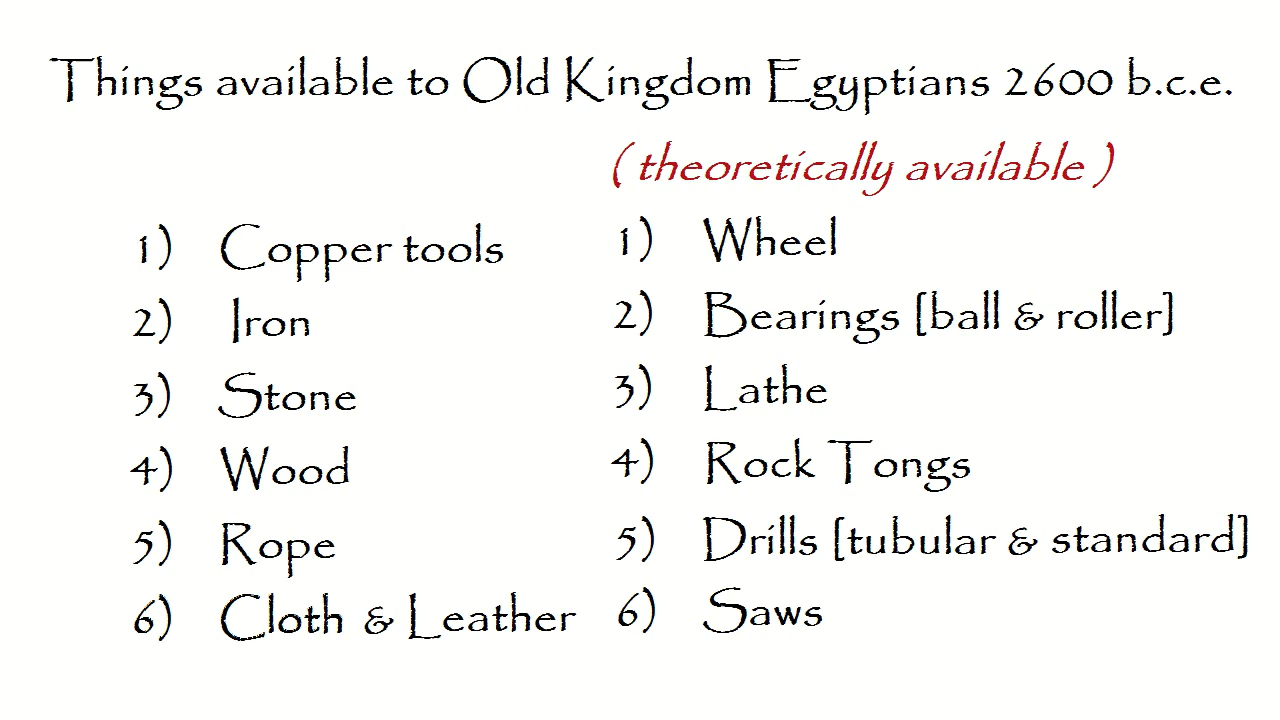 Things available to Old Kingdom Egyptians 2600 b.c.e.
( theoretically available )
1) Copper tools
2) Iron
3) Stone
4) Wood
5) Rope
6) Cloth & Leather
1) Wheel
2) Bearings [ball & roller]
3) Lathe
4) Rock Tongs
5) Drills [tubular & standard]
6) Saws